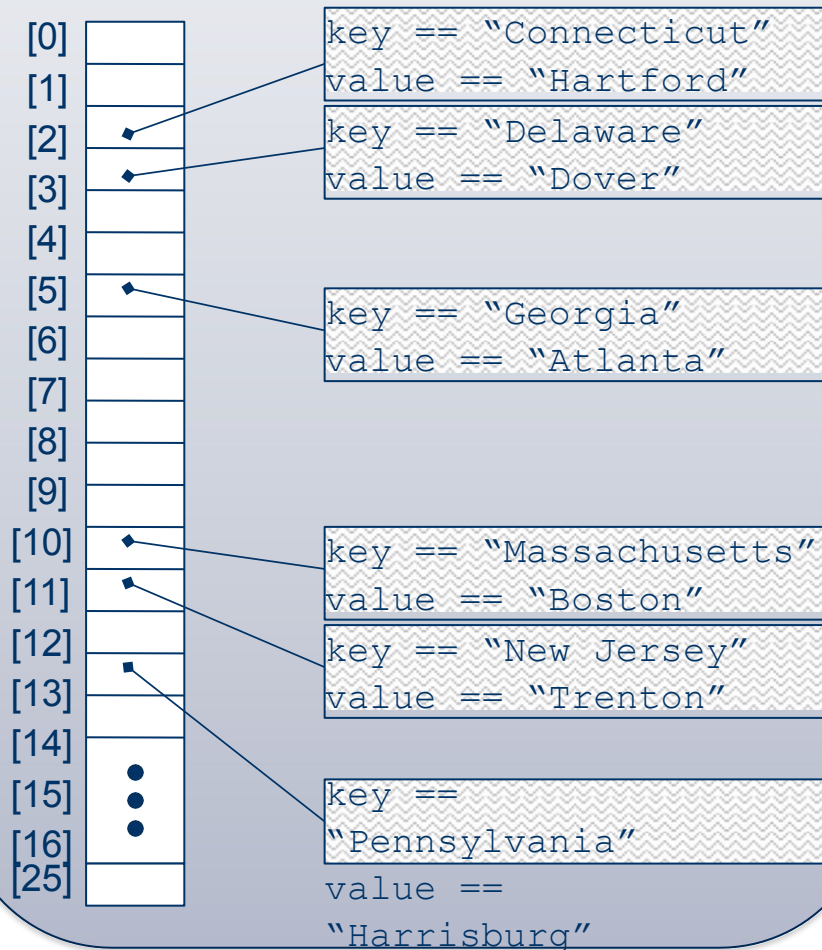 [0]
[1]
[2]
[3]
[4]
[5]
[6]
[7]
[8]
[9]
[10]
[11]
[12]
[13]
[14]
[15]
[16]
[25]
key == “Connecticut”
value == “Hartford”
key == “Delaware”
value == “Dover”
key == “Georgia”
value == “Atlanta”
key == “Massachusetts”
value == “Boston”
key == “New Jersey”
value == “Trenton”
key ==
“Pennsylvania”
value ==
“Harrisburg”